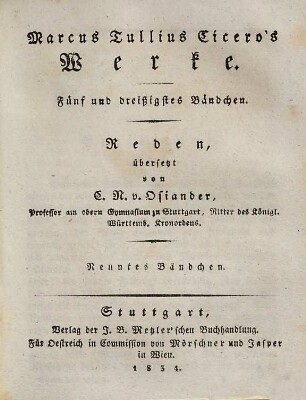 Marcus Tullius Cicero's
Werke.
Fünf und dreißigstes Bändchen.
Reden,
übersetzt
von
C. N. v. Osiander,
Professor am obern Gymnasium zu Stuttgart, Ritter des Königl.
Württemb. Kronordens.
Nenntes Bändchen.
Stuttgart,
Verlag der J. B. Metzler'schen Buchhandlung.
Für Oestreich in Commission von Mörschner und Jasper
in Wien.
1834.